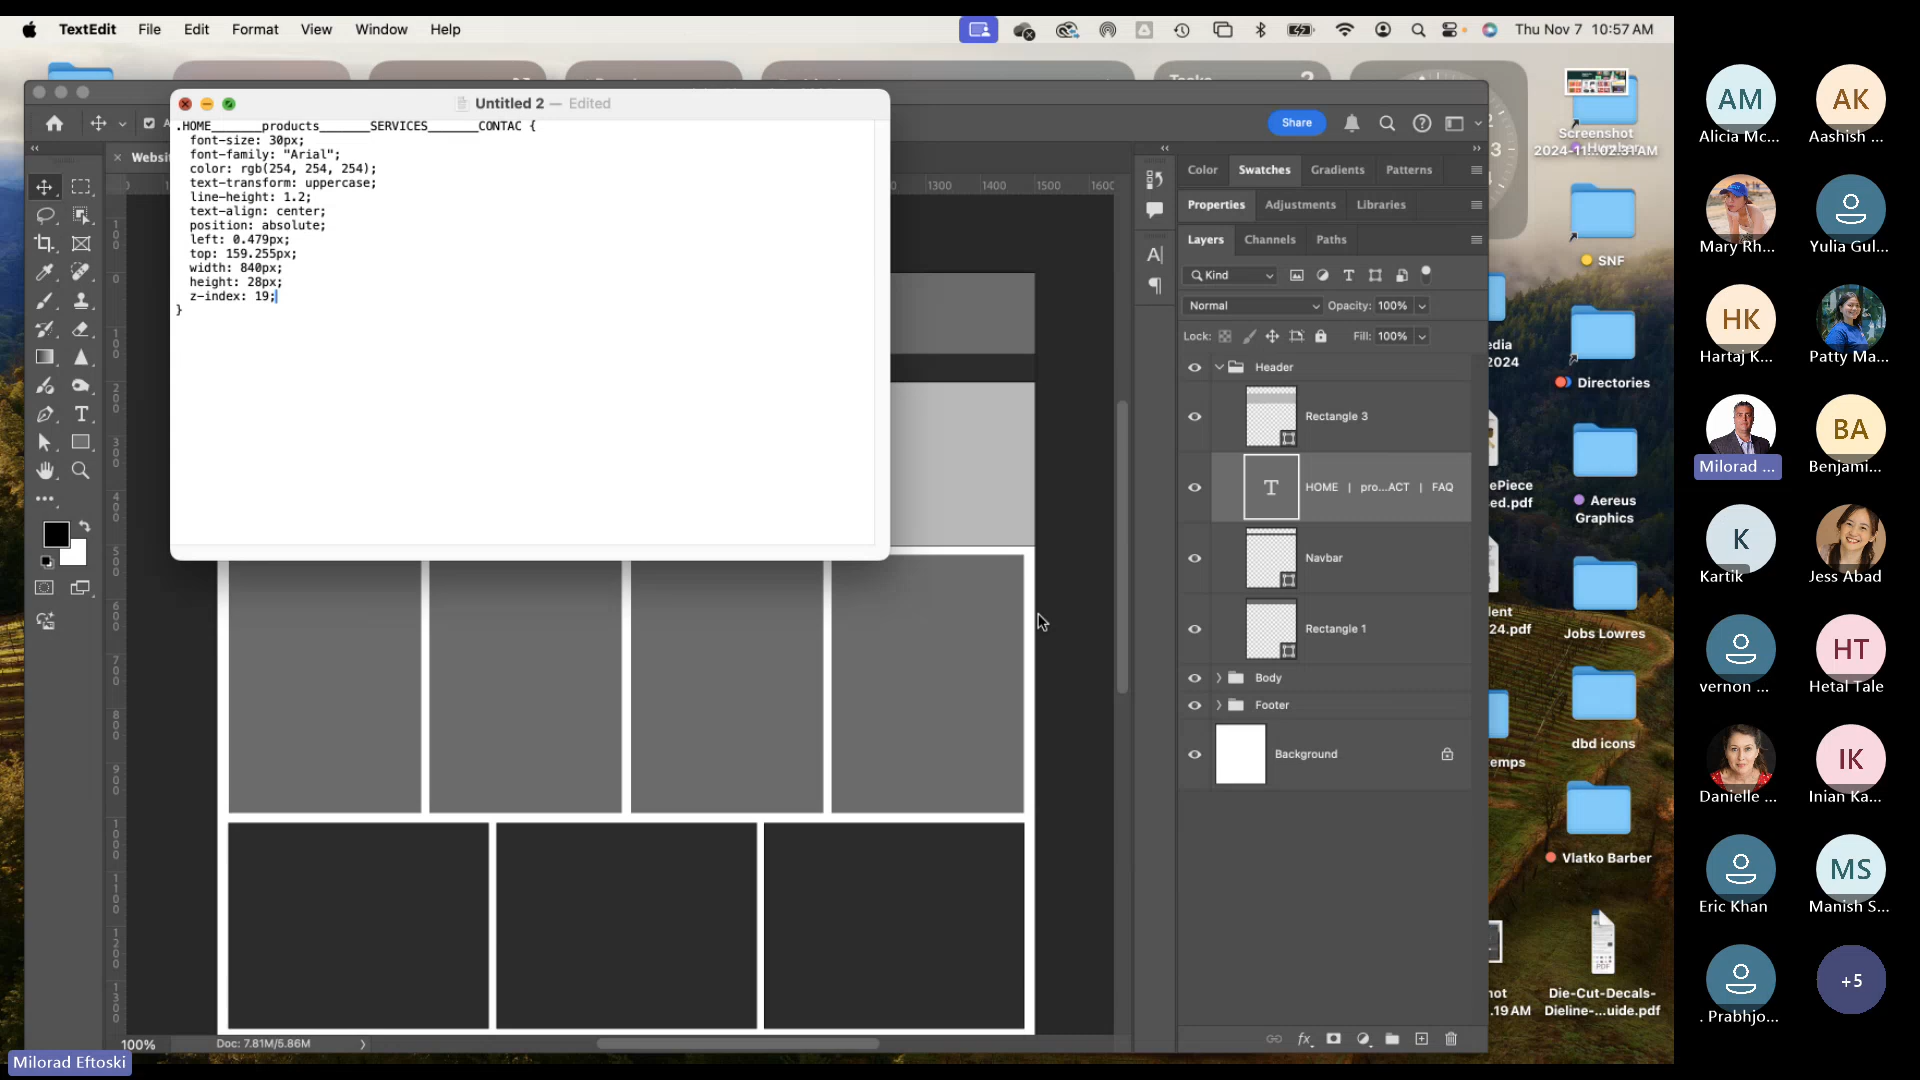 TextEdit File Edit Format View Window Help
Thu Nov 7 10:57 AM
Untitled 2 — Edited
.HOME_______products_______SERVICES_______CONTAC {
font-size: 30px;
font-family: "Arial";
color: rgb(254, 254, 254);
text-transform: uppercase;
line-height: 1.2;
text-align: center;
position: absolute;
left: 0.479px;
top: 159.255px;
width: 840px;
height: 28px;
z-index: 19;
}
Share
1300 1400 1500
Color Swatches Gradients Patterns
Properties Adjustments Libraries
Layers Channels Paths
Kind
Normal Opacity: 100%
Lock: Fill: 100%
Header
Rectangle 3
HOME | pro...ACT | FAQ
Navbar
Rectangle 1
Body
Footer
Background
100% Doc: 7.81M/5.86M
Screenshot
2024-11...02.31AM
SNF
Directories
Aereus
Graphics
Jobs Lowres
dbd icons
Vlatko Barber
Die-Cut-Decals-
Dieline-...uide.pdf
AM
Alicia Mc...
AK
Aashish ...
Mary Rh...
Yulia Gul...
HK
Hartaj K...
Patty Ma...
Milorad ...
BA
Benjami...
K
Kartik
Jess Abad
vernon ...
HT
Hetal Tale
Danielle ...
IK
Inian Ka...
Eric Khan
MS
Manish S...
. Prabhjo...
+5
Milorad Eftoski